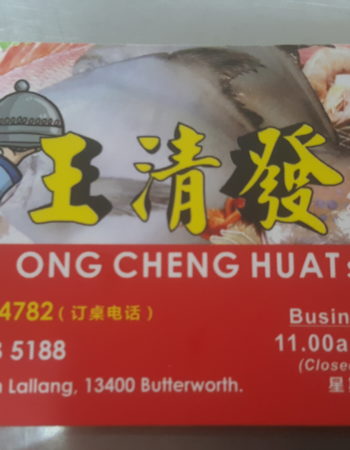 王清發
ONG CHENG HUAT
4782 (订桌电话)
5188
Busin
11.00a
Lallang, 13400 Butterworth.
(Closed
星